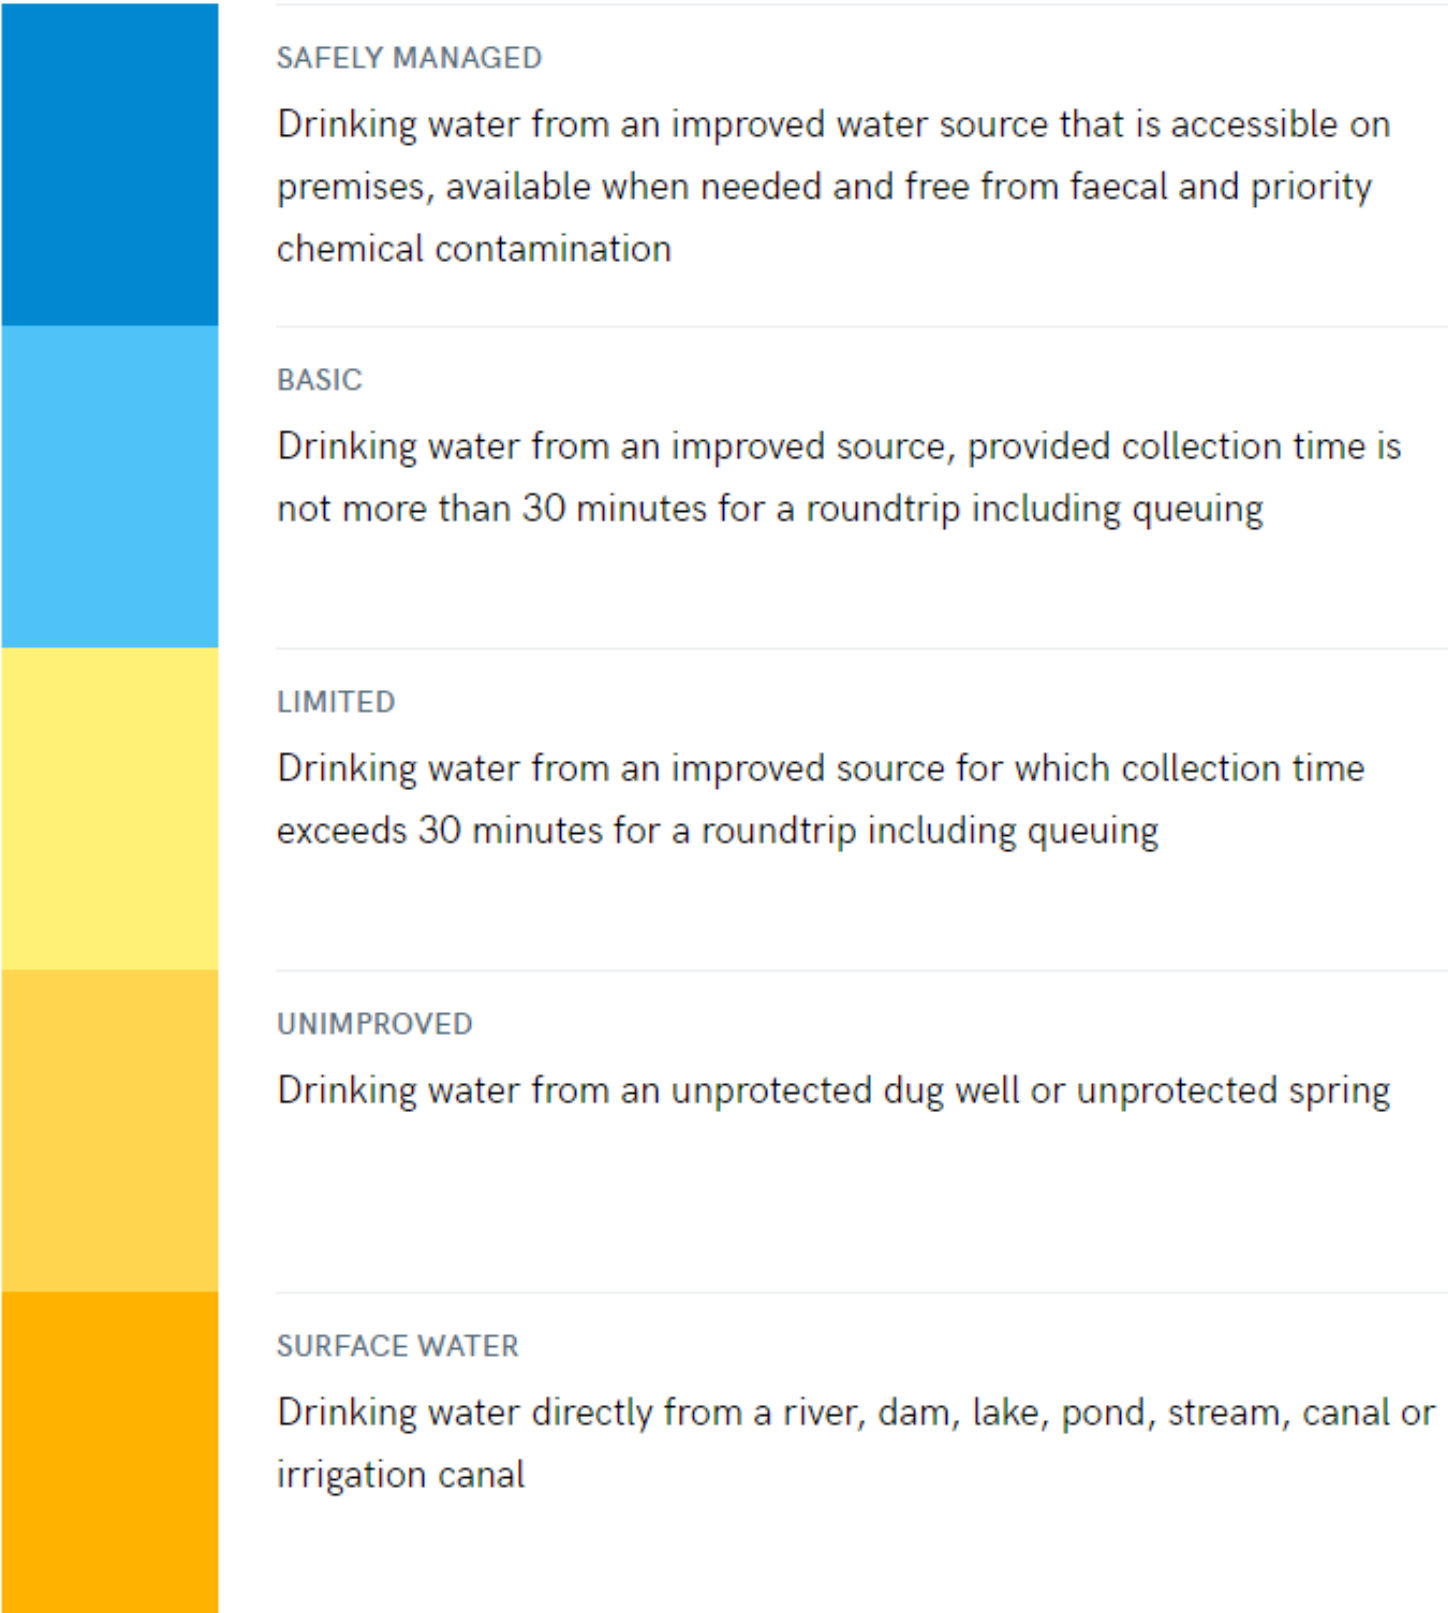 SAFELY MANAGED
Drinking water from an improved water source that is accessible on
premises, available when needed and free from faecal and priority
chemical contamination
BASIC
Drinking water from an improved source, provided collection time is
not more than 30 minutes for a roundtrip including queuing
LIMITED
Drinking water from an improved source for which collection time
exceeds 30 minutes for a roundtrip including queuing
UNIMPROVED
Drinking water from an unprotected dug well or unprotected spring
SURFACE WATER
Drinking water directly from a river, dam, lake, pond, stream, canal or
irrigation canal